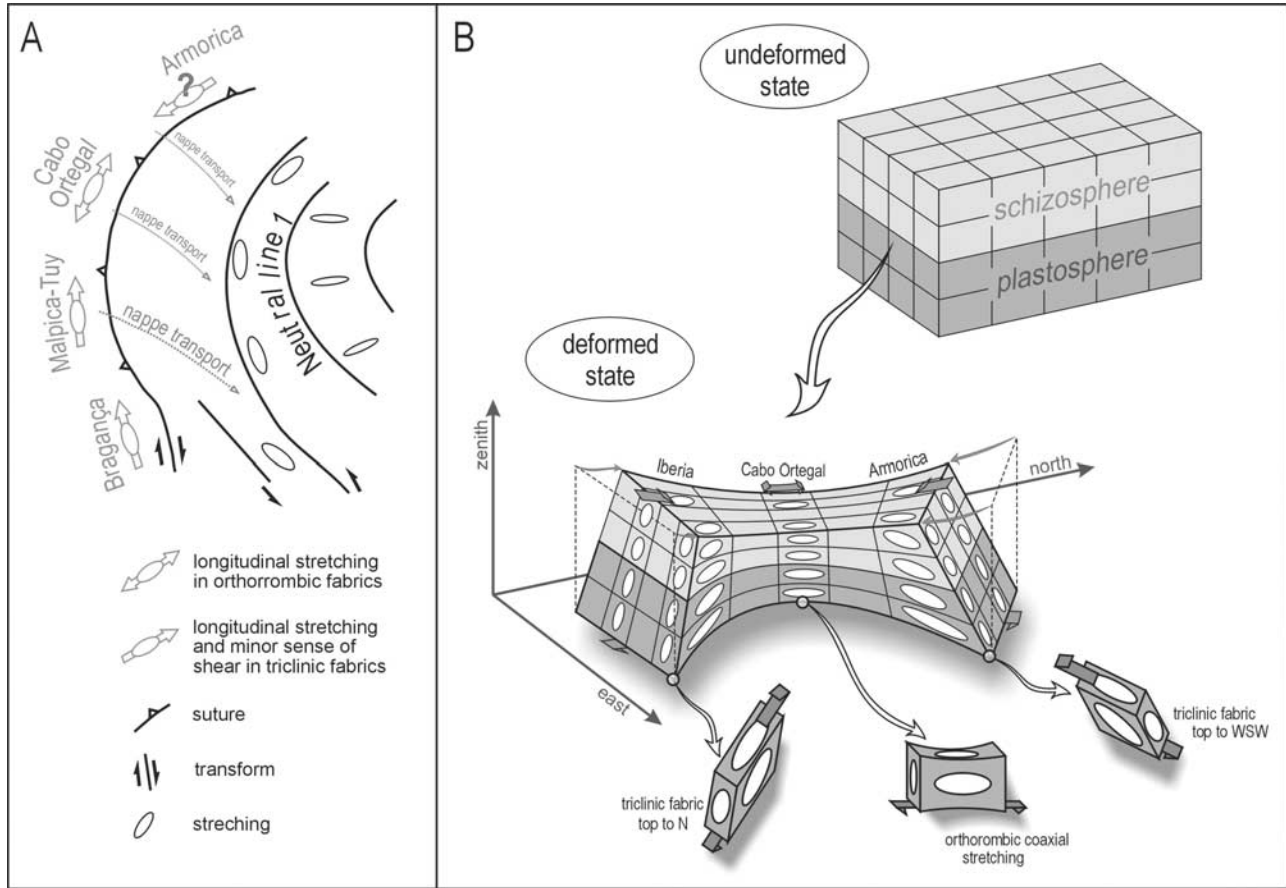 A
Armorica
?
Cabo
Ortegal
Malpica-Tuy
Bragança
nappe transport
nappe transport
nappe transport
Neutral line 1
longitudinal stretching
in orthorrombic fabrics
longitudinal stretching
and minor sense of
shear in triclinic fabrics
suture
transform
streching
B
undeformed
state
schizosphere
plastosphere
deformed
state
zenith
north
east
Iberia
Cabo Ortegal
Armorica
triclinic fabric
top to N
orthorombic coaxial
stretching
triclinic fabric
top to WSW